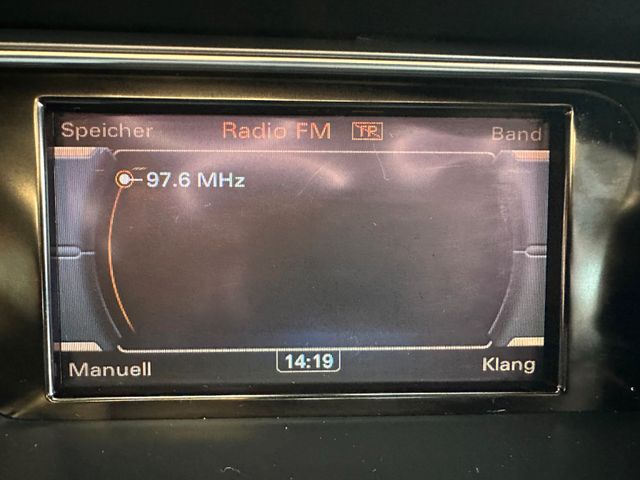 Speicher Radio FM TP Band
97.6 MHz
Manuell 14:19 Klang